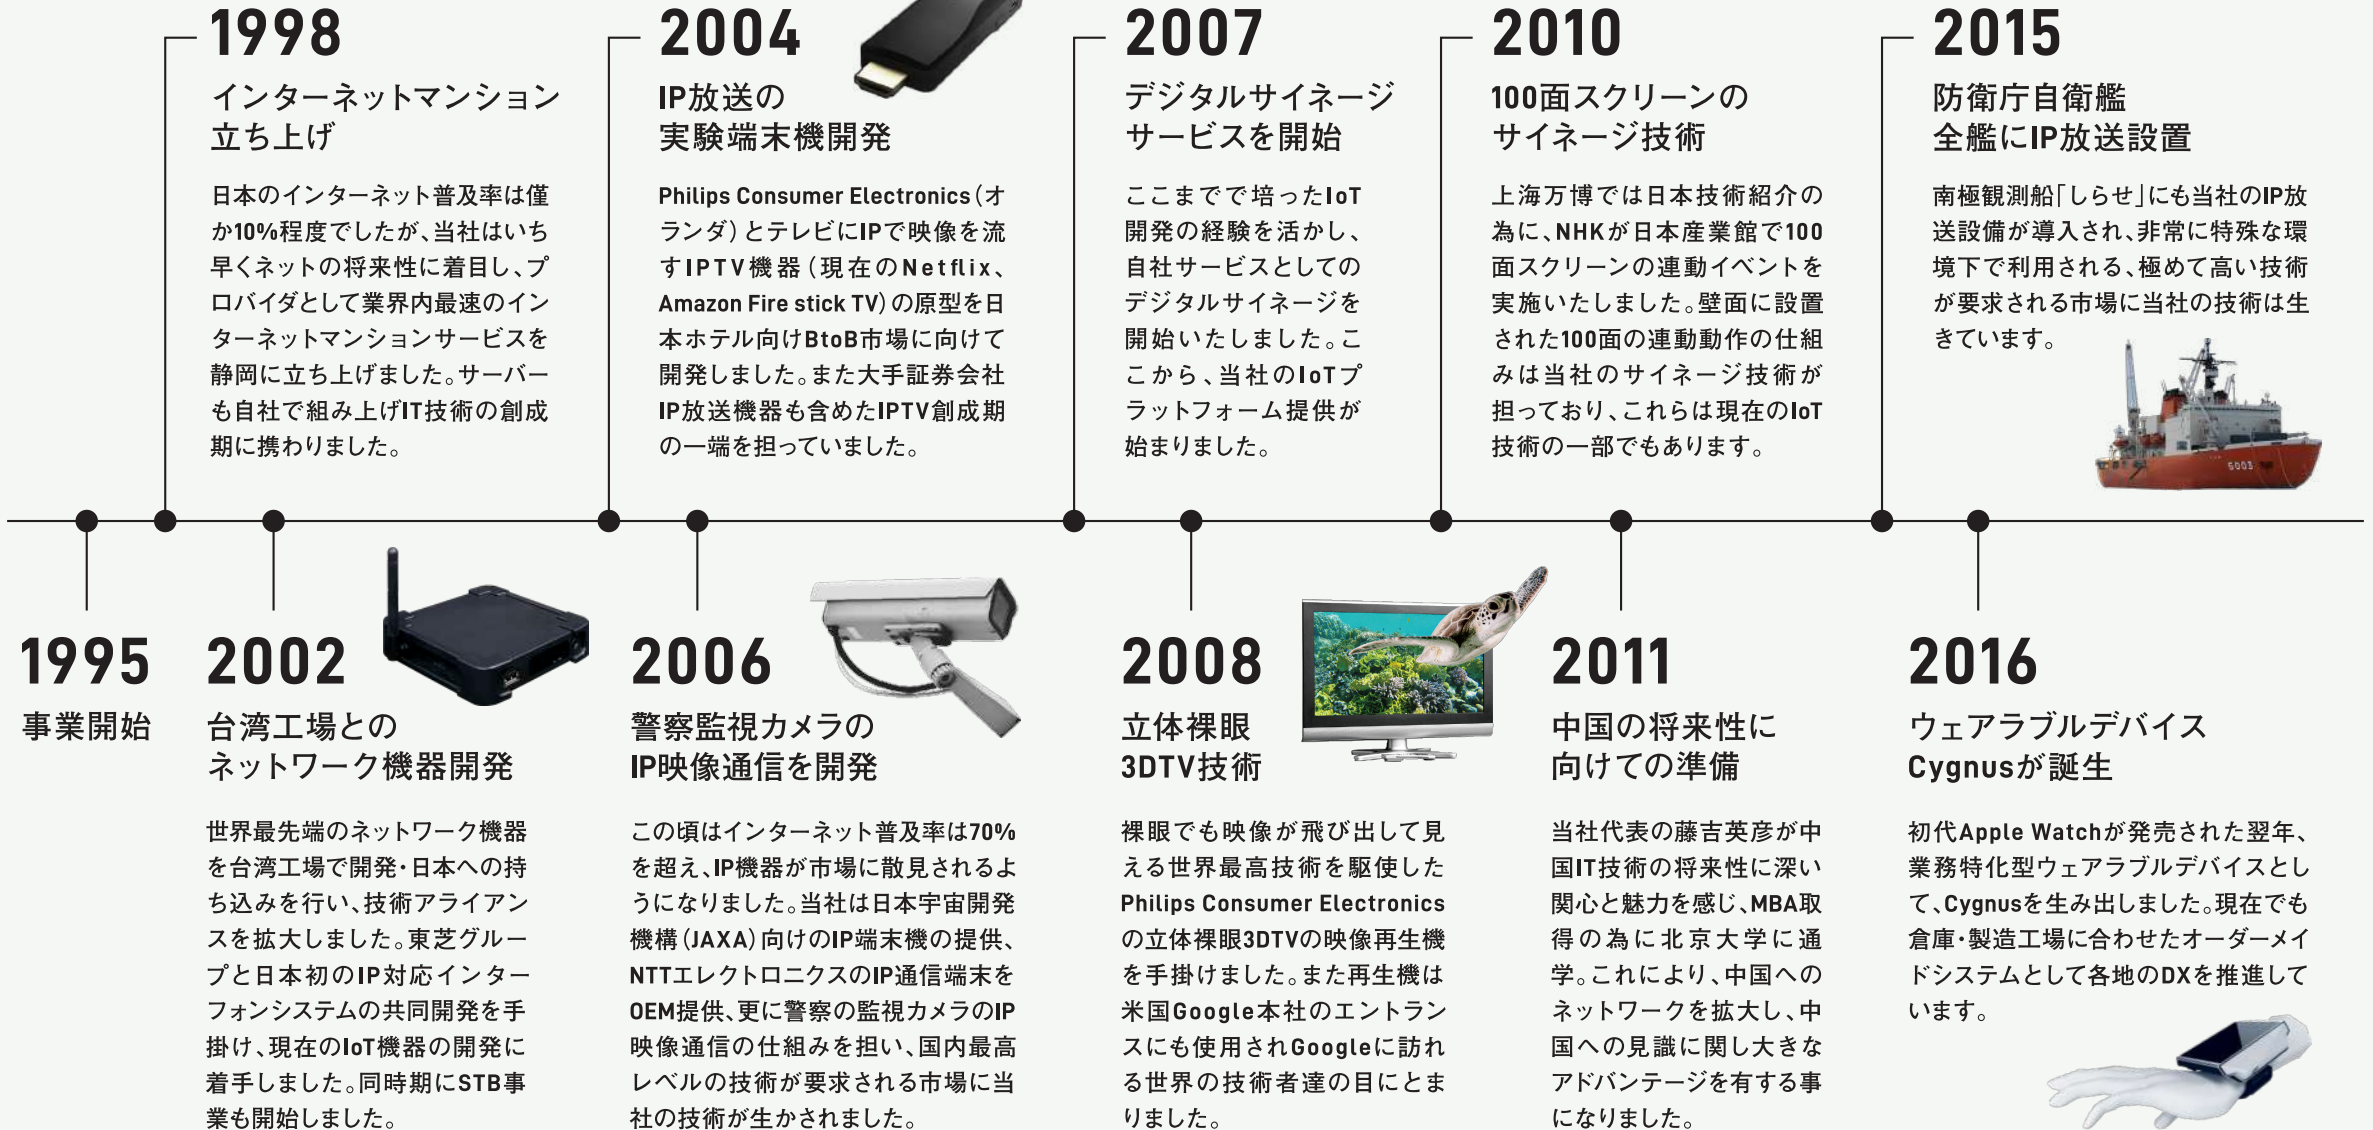 1998
インターネットマンション
立ち上げ
日本のインターネット普及率は僅
か10%程度でしたが、当社はいち
早くネットの将来性に着目し、プ
ロバイダとして業界内最速のイン
ターネットマンションサービスを
静岡に立ち上げました。サーバー
も自社で組み上げIT技術の創成
期に携わりました。
2004
IP放送の
実験端末機開発
Philips Consumer Electronics（オ
ランダ）とテレビにIPで映像を流
すIPTV機器（現在のNetflix、
Amazon Fire stick TV）の原型を日
本ホテル向けBtoB市場に向けて
開発しました。また大手証券会社
IP放送機器も含めたIPTV創成期
の一端を担っていました。
2007
デジタルサイネージ
サービスを開始
ここまでで培ったIoT
開発の経験を活かし、
自社サービスとしての
デジタルサイネージを
開始いたしました。こ
こから、当社のIoTプ
ラットフォーム提供が
始まりました。
2010
100面スクリーンの
サイネージ技術
上海万博では日本技術紹介の
為に、NHKが日本産業館で100
面スクリーンの連動イベントを
実施いたしました。壁面に設置
された100面の連動動作の仕組
みは当社のサイネージ技術が
担っており、これらは現在のIoT
技術の一部でもあります。
2015
防衛庁自衛艦
全艦にIP放送設置
南極観測船「しらせ」にも当社のIP放
送設備が導入され、非常に特殊な環
境下で利用される、極めて高い技術
が要求される市場に当社の技術は生
きています。
5003
1995
事業開始
2002
台湾工場との
ネットワーク機器開発
世界最先端のネットワーク機器
を台湾工場で開発・日本への持
ち込みを行い、技術アライアン
スを拡大しました。東芝グルー
プと日本初のIP対応インター
フォンシステムの共同開発を手
掛け、現在のIoT機器の開発に
着手しました。同時期にSTB事
業も開始しました。
2006
警察監視カメラの
IP映像通信を開発
この頃はインターネット普及率は70%
を超え、IP機器が市場に散見されるよ
うになりました。当社は日本宇宙開発
機構（JAXA）向けのIP端末機の提供、
NTTエレクトロニクスのIP通信端末を
OEM提供、更に警察の監視カメラのIP
映像通信の仕組みを担い、国内最高
レベルの技術が要求される市場に当
社の技術が生かされました。
2008
立体裸眼
3DTV技術
裸眼でも映像が飛び出して見
える世界最高技術を駆使した
Philips Consumer Electronics
の立体裸眼3DTVの映像再生機
を手掛けました。また再生機は
米国Google本社のエントラン
スにも使用されGoogleに訪れ
る世界の技術者達の目にとま
りました。
2011
中国の将来性に
向けての準備
当社代表の藤吉英彦が中
国IT技術の将来性に深い
関心と魅力を感じ、MBA取
得の為に北京大学に通
学。これにより、中国への
ネットワークを拡大し、中
国への見識に関し大きな
アドバンテージを有する事
になりました。
2016
ウェアラブルデバイス
Cygnusが誕生
初代Apple Watchが発売された翌年、
業務特化型ウェアラブルデバイスとし
て、Cygnusを生み出しました。現在でも
倉庫・製造工場に合わせたオーダーメイ
ドシステムとして各地のDXを推進して
います。